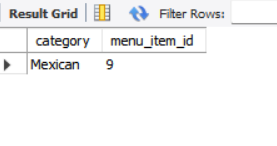 Result Grid Filter Rows:
category menu_item_id
Mexican 9